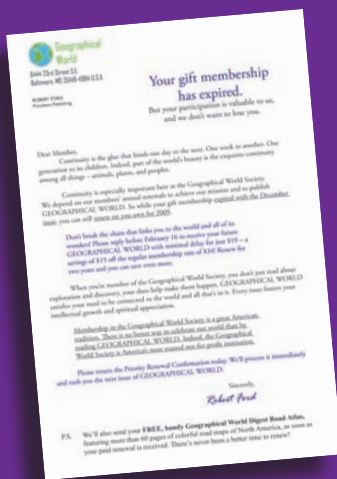 Geographical
World
6444 23rd Street S.E.
Baltimore, MD 20445-4884 U.S.A.
ROBERT FORD
President, Publishing
Your gift membership
has expired.
But your participation is valuable to us,
and we don't want to lose you.
Dear Member,
Continuity is the glue that binds one day to the next. One week to another. One
generation to its children. Indeed, part of the world's beauty is the exquisite continuity
among all things – animals, plants, and peoples.
Continuity is especially important here at the Geographical World Society.
We depend on our members' annual renewals to achieve our mission and to publish
GEOGRAPHICAL WORLD. So while your gift membership expired with the December
issue, you can still renew on you own for 2009.
Don't break the chain that links you to the world and all of its
wonders! Please reply before February 16 to receive your future
GEOGRAPHICAL WORLD with minimal delay for just $19 – a
savings of $15 off the regular membership rate of $34! Renew for
two years and you can save even more.
When you're member of the Geographical World Society, you don't just read about
exploration and discovery, your dues help make them happen. GEOGRAPHICAL WORLD
satisfies your need to be connected to the world and all that's in it. Every issue fosters your
intellectual growth and spiritual appreciation.
Membership in the Geographical World Society is a great American
tradition. There is no better way to celebrate our world than by
reading GEOGRAPHICAL WORLD. Indeed, the Geographical
World Society is America's most trusted non for profit institution.
Please return the Priority Renewal Confirmation today. We'll process it immediately
and rush you the next issue of GEOGRAPHICAL WORLD.
Sincerely,
Robert Ford
P.S. We'll also send your FREE, handy Geographical World Digest Road Atlas,
featuring more than 60 pages of colorful road maps of North America, as soon as
your paid renewal is received. There's never been a better time to renew!